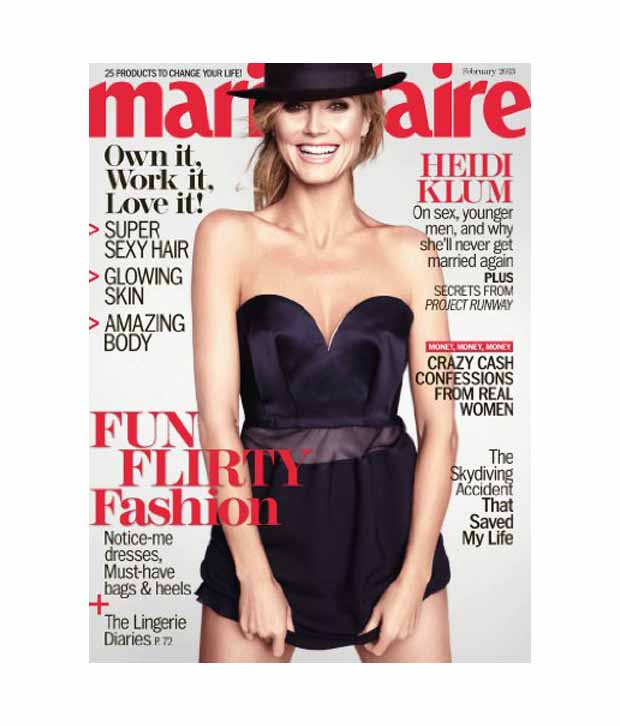 25 PRODUCTS TO CHANGE YOUR LIFE!
February 2013
mari
laire
Own it,
Work it,
Love it!
> SUPER
SEXY HAIR
> GLOWING
SKIN
> AMAZING
BODY
HEIDI
KLUM
On sex, younger
men, and why
she'll never get
married again
PLUS
SECRETS FROM
PROJECT RUNWAY
MONEY, MONEY, MONEY
CRAZY CASH
CONFESSIONS
FROM REAL
WOMEN
The
Skydiving
Accident
That
Saved
My Life
FUN
FLIRTY
Fashion
Notice-me
dresses,
Must-have
bags & heels
+
The Lingerie
Diaries P. 72